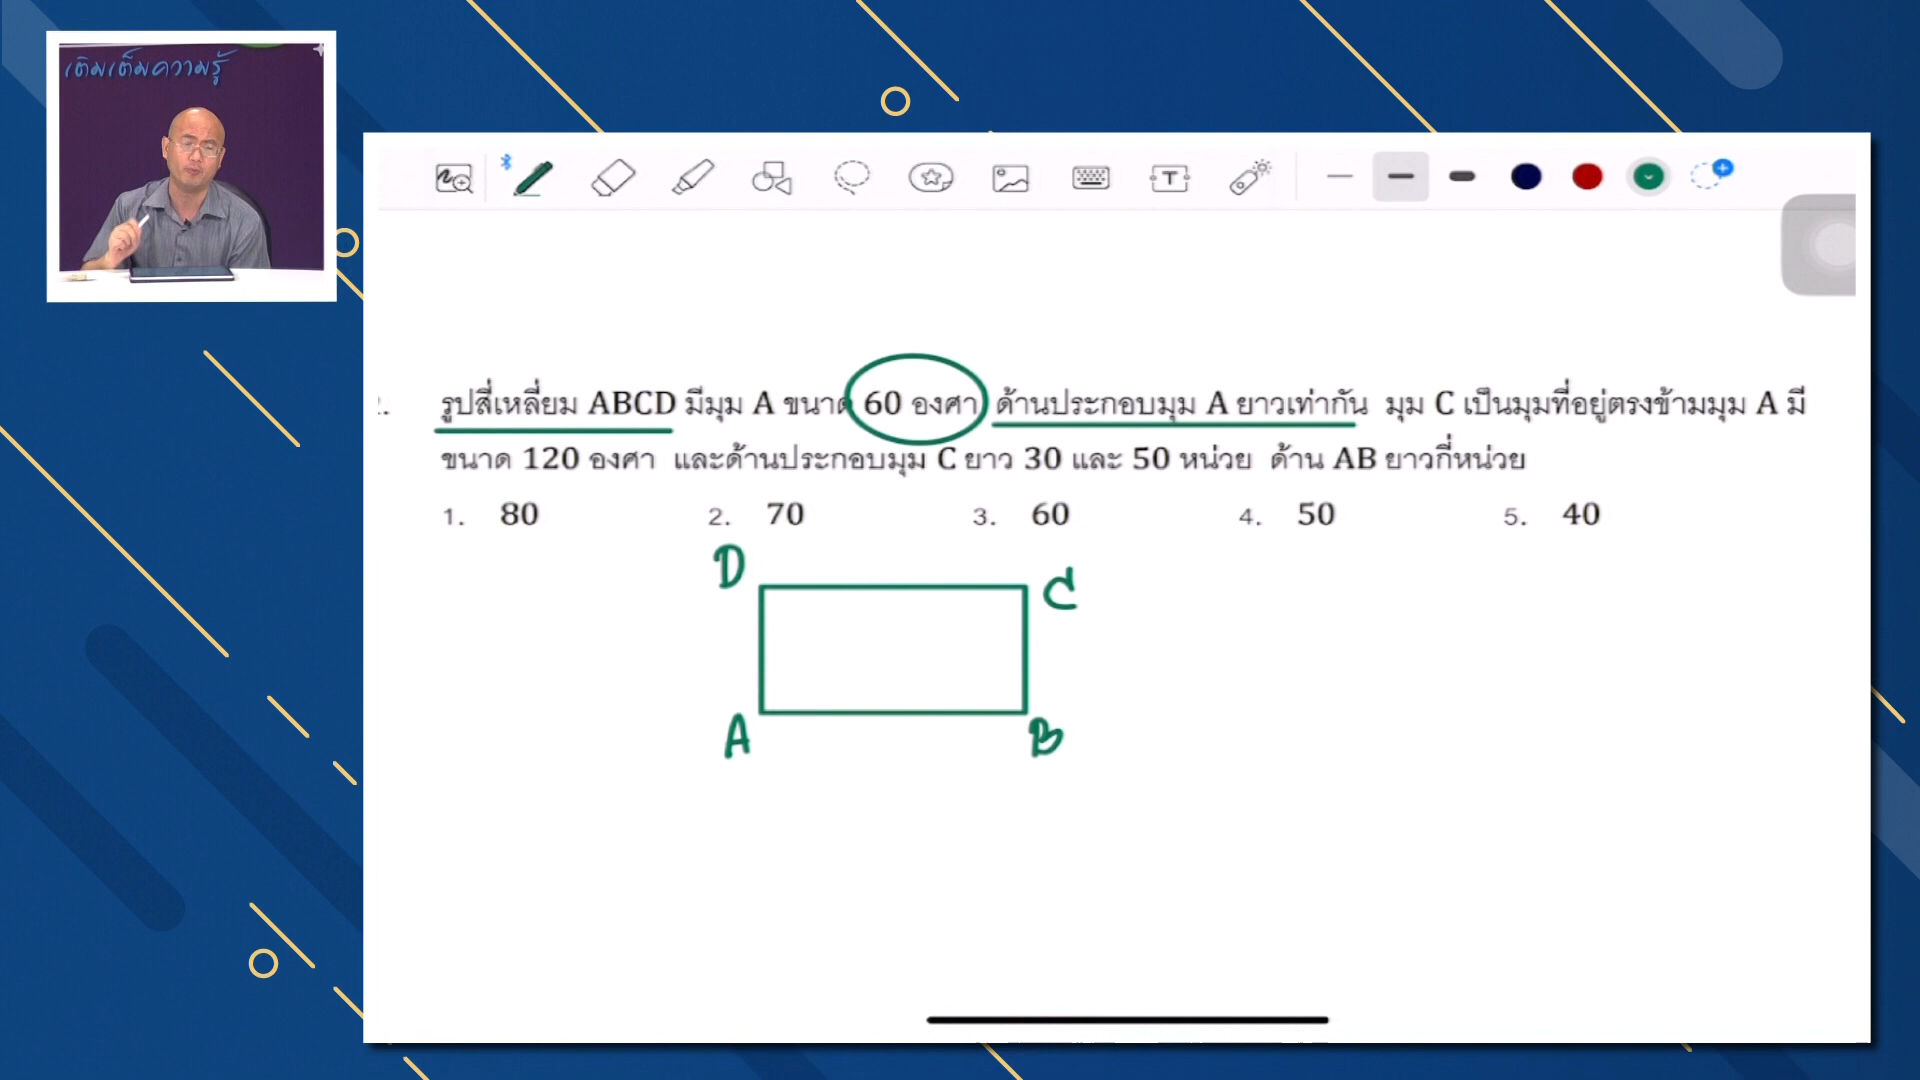 เติมเต็มความรู้
2. รูปสี่เหลี่ยม ABCD มีมุม A ขนาด 60 องศา ด้านประกอบมุม A ยาวเท่ากัน มุม C เป็นมุมที่อยู่ตรงข้ามมุม A มี
ขนาด 120 องศา และด้านประกอบมุม C ยาว 30 และ 50 หน่วย ด้าน AB ยาวกี่หน่วย
1. 80 2. 70 3. 60 4. 50 5. 40
D C
A B